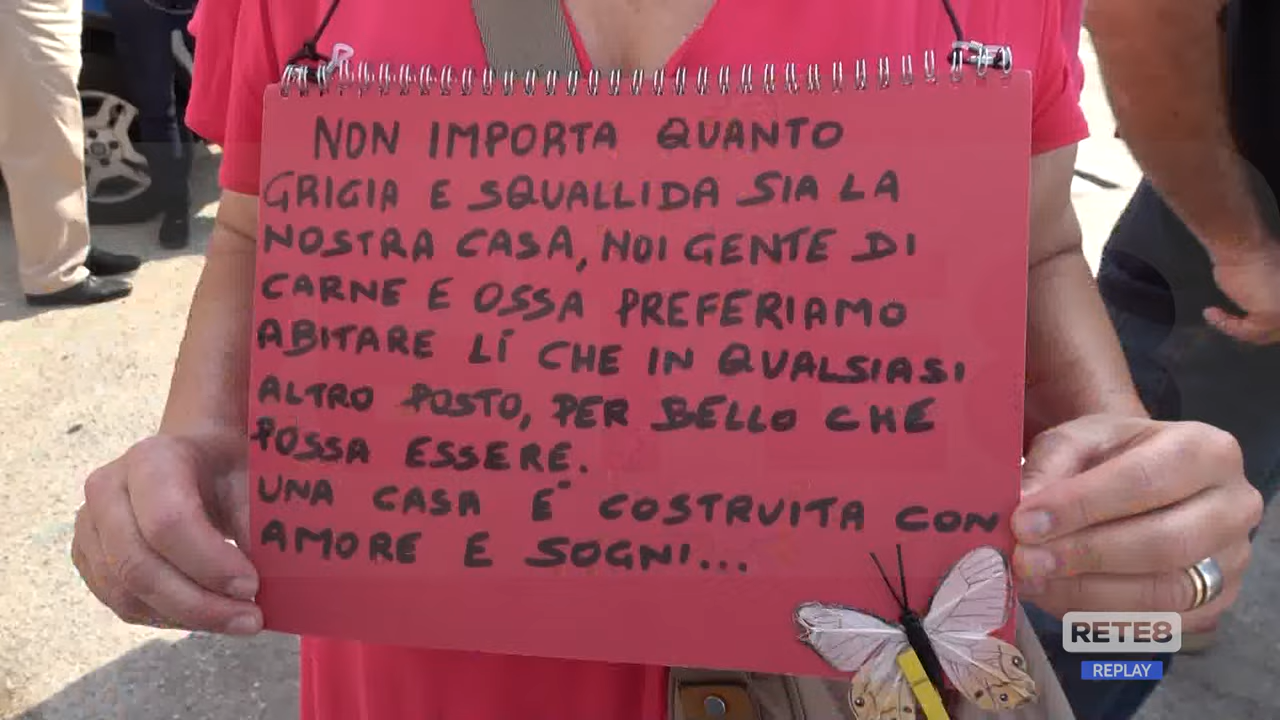 NON IMPORTA QUANTO
GRIGIA E SQUALLIDA SIA LA
NOSTRA CASA, NOI GENTE DI
CARNE E OSSA PREFERIAMO
ABITARE LÍ CHE IN QUALSIASI
ALTRO POSTO, PER BELLO CHE
POSSA ESSERE.
UNA CASA E' COSTRUITA CON
AMORE E SOGNI...
RETE8
REPLAY